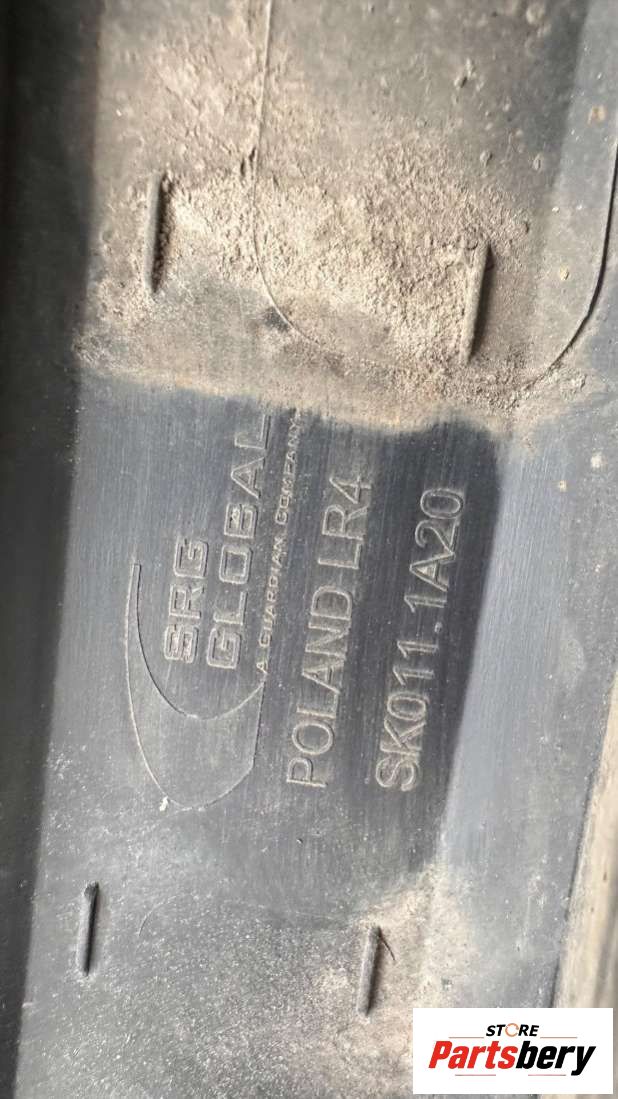 SRG
GLOBAL
A GUARDIAN COMPANY
POLAND LR4
SK011.1A20
STORE
Partsbery